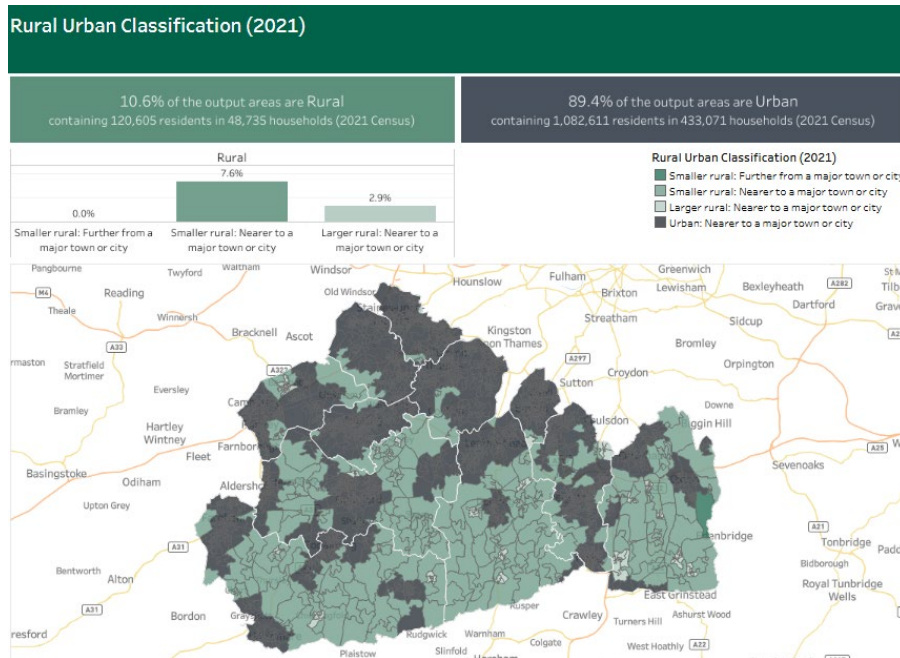 Rural Urban Classification (2021)
10.6% of the output areas are Rural
containing 120,605 residents in 48,735 households (2021 Census)
89.4% of the output areas are Urban
containing 1,082,611 residents in 433,071 households (2021 Census)
Rural
7.6%
2.9%
0.0%
Smaller rural: Further from a
major town or city
Smaller rural: Nearer to a
major town or city
Larger rural: Nearer to a
major town or city
Rural Urban Classification (2021)
Smaller rural: Further from a major town or city
Smaller rural: Nearer to a major town or city
Larger rural: Nearer to a major town or city
Urban: Nearer to a major town or city
Pangbourne
Twyford
Waltham
Windsor
Old Windsor
Hounslow
Fulham
Greenwich
Brixton
Lewisham
Bexleyheath
A282
M4
Reading
Theale
Winnersh
Dartford
Streatham
Sidcup
Bracknell
Ascot
Kingston
on Thames
Bromley
A33
A297
Croydon
Orpington
Stratfield
Mortimer
Sutton
Eversley
Downe
Bramley
Hartley
Wintney
Farnboro
Fleet
ggin Hill
Basingstoke
Odiham
Sevenoaks
A25
Aldersho
Upton Grey
A21
enbridge
Tonbridge
A31
Bidborough
Bentworth
Alton
Royal Tunbridge
Wells
East Grinstead
A31
Bordon
Crawley
Ashurst Wood
Rusper
Turners Hill
Rudgwick
Warnham
Colgate
West Hoathly
A22
Plaistow
Slinfold